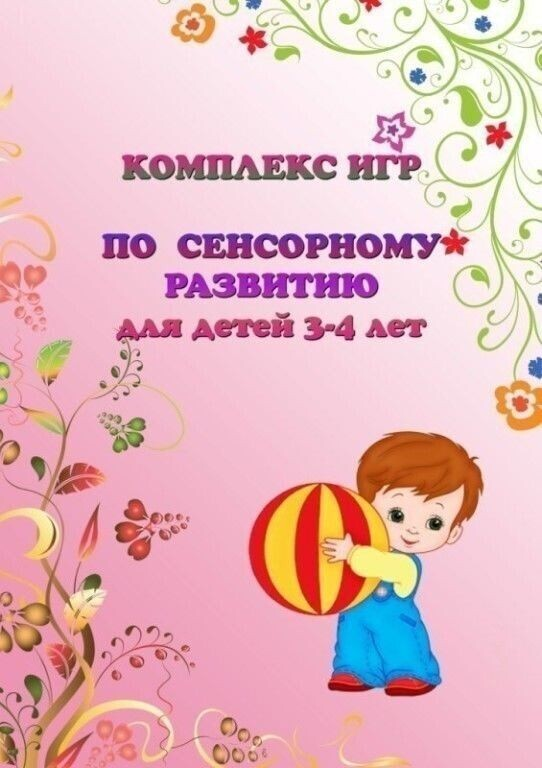 КОМПЛЕКС ИГР
ПО СЕНСОРНОМУ
РАЗВИТИЮ
для детей 3-4 лет